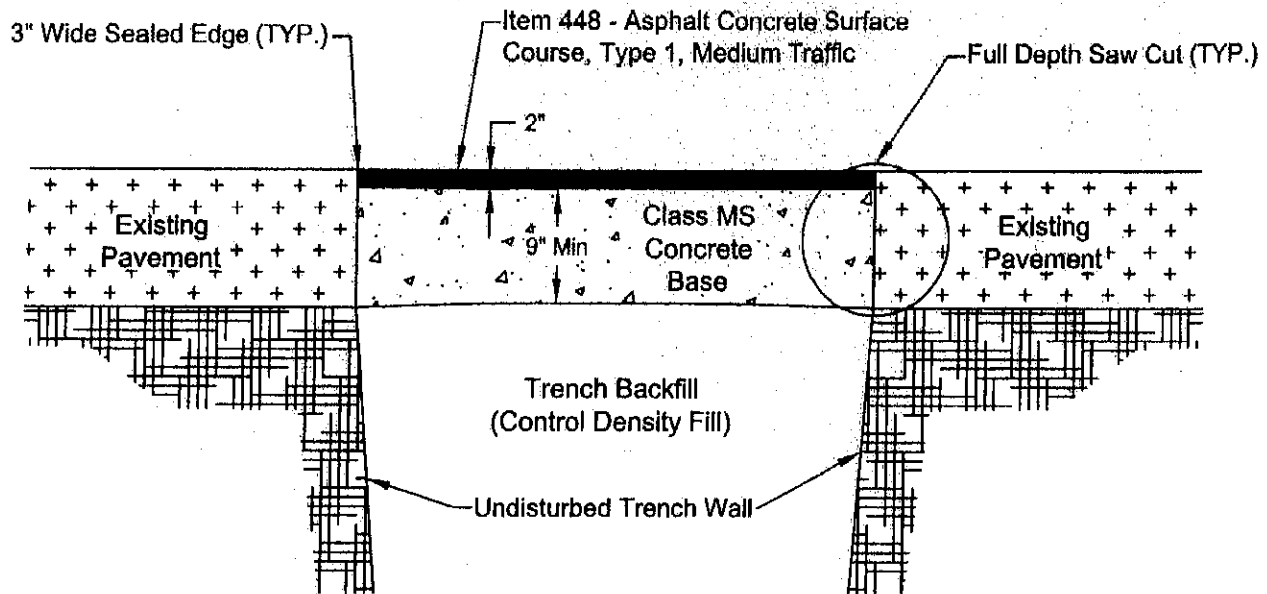 3" Wide Sealed Edge (TYP.)
Item 448 - Asphalt Concrete Surface
Course, Type 1, Medium Traffic
Full Depth Saw Cut (TYP.)
2"
Existing
Pavement
9" Min
Class MS
Concrete
Base
Existing
Pavement
Trench Backfill
(Control Density Fill)
Undisturbed Trench Wall